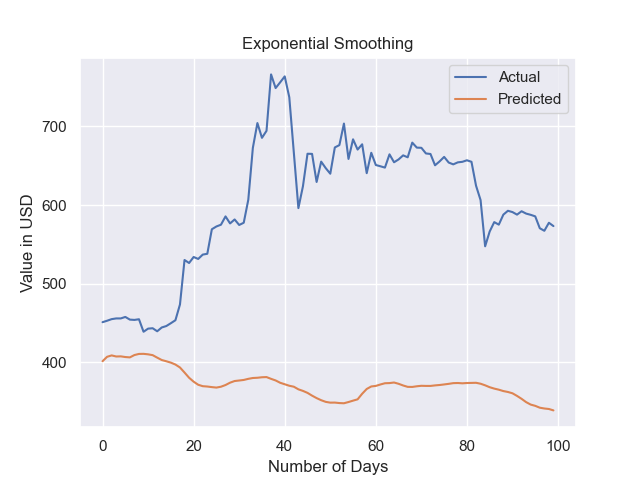 Exponential Smoothing
Actual
Predicted
700
600
500
400
Value in USD
0 20 40 60 80 100
Number of Days